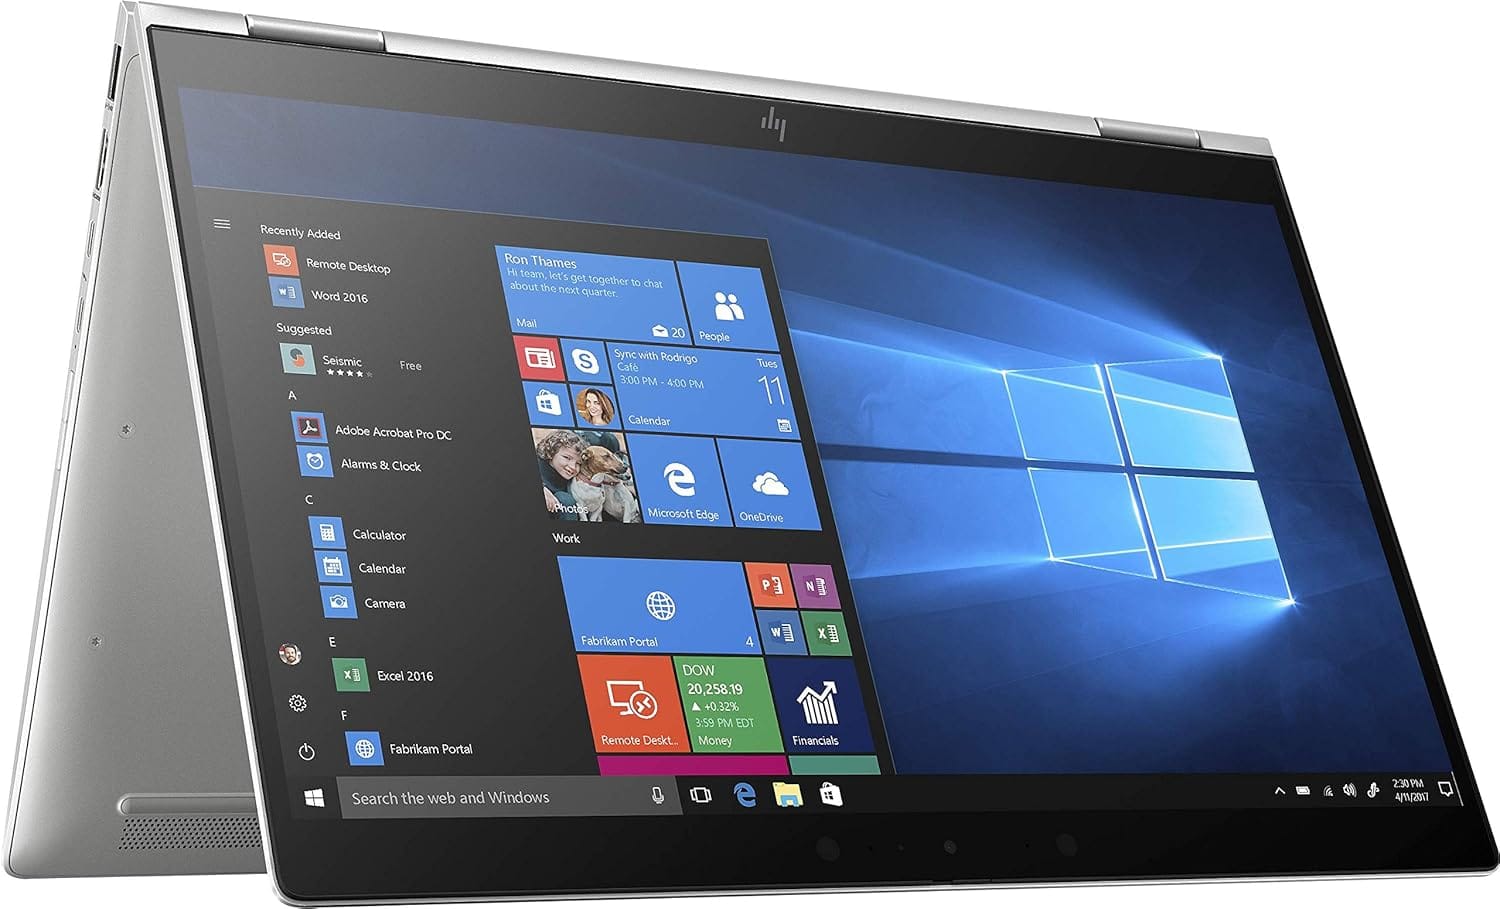 hp
Recently Added
Remote Desktop
Word 2016
Suggested
Seismic
Free
A
Adobe Acrobat Pro DC
Alarms & Clock
C
Calculator
Calendar
Camera
E
Excel 2016
F
Fabrikam Portal
Ron Thames
Hi team, let's get together to chat
about the next quarter.
Mail
20
People
Sync with Rodrigo
Café
3:00 PM - 4:00 PM
Tues
11
Calendar
Photos
Microsoft Edge
OneDrive
Work
Fabrikam Portal
4
Remote Deskt...
DOW
20,258.19
▲ +0.32%
3:59 PM EDT
Money
Financials
Search the web and Windows
2:30 PM
4/11/2017